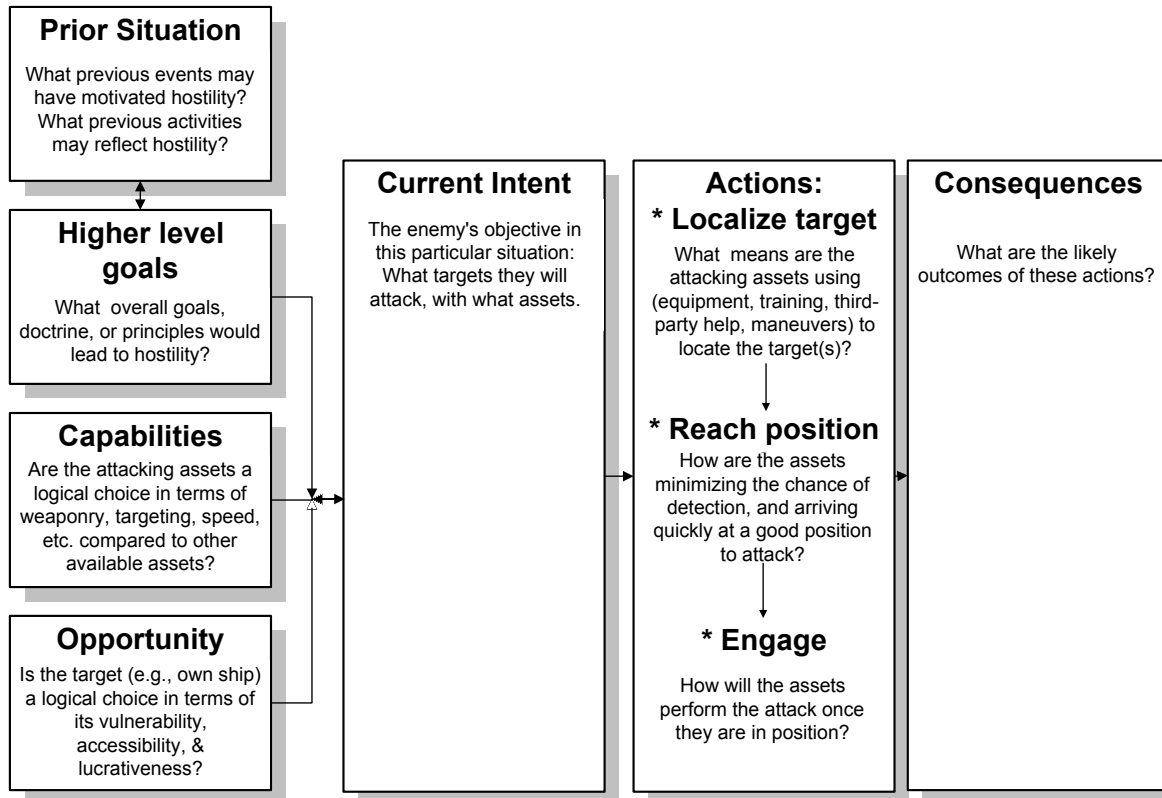 Prior Situation
What previous events may
have motivated hostility?
What previous activities
may reflect hostility?
Higher level
goals
What overall goals,
doctrine, or principles would
lead to hostility?
Capabilities
Are the attacking assets a
logical choice in terms of
weaponry, targeting, speed,
etc. compared to other
available assets?
Opportunity
Is the target (e.g., own ship)
a logical choice in terms of
its vulnerability,
accessibility, &
lucrativeness?
Current Intent
The enemy's objective in
this particular situation:
What targets they will
attack, with what assets.
Actions:
* Localize target
What means are the
attacking assets using
(equipment, training, third-
party help, maneuvers) to
locate the target(s)?
* Reach position
How are the assets
minimizing the chance of
detection, and arriving
quickly at a good position
to attack?
* Engage
How will the assets
perform the attack once
they are in position?
Consequences
What are the likely
outcomes of these actions?